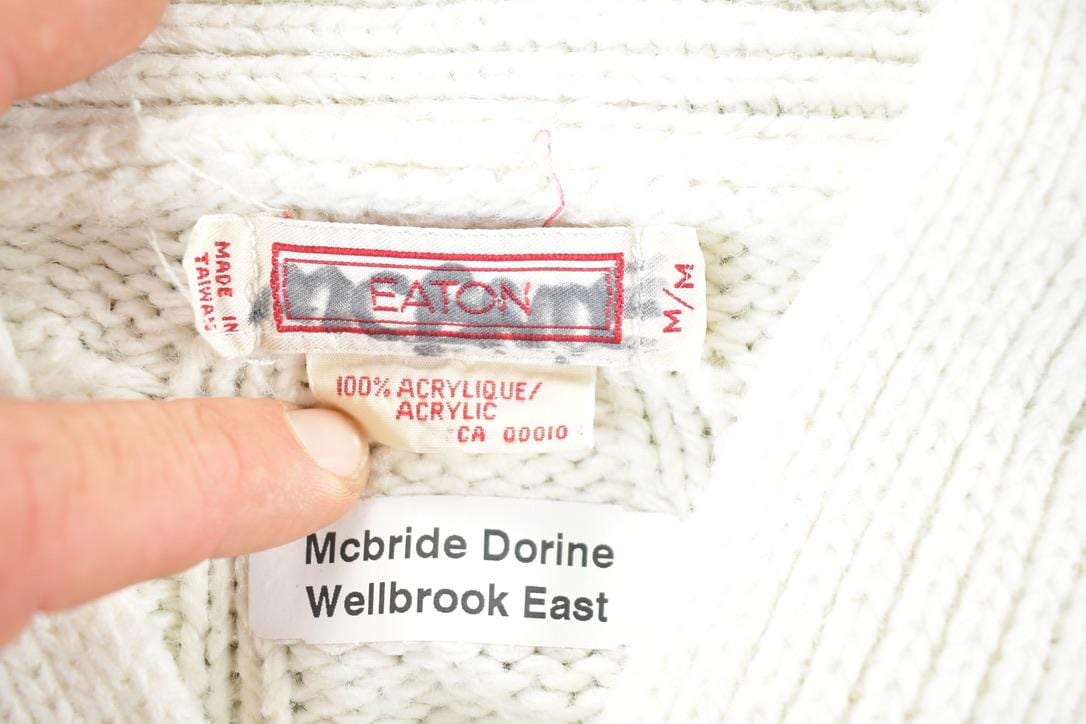 MADE IN
TAIWAN
EATON
M/M
100% ACRYLIQUE/
ACRYLIC
CA 00010
Mcbride Dorine
Wellbrook East